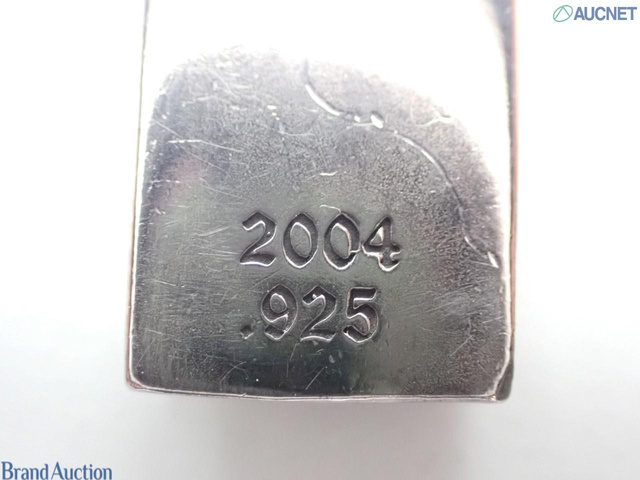 AUCNET
2004
.925
Brand Auction